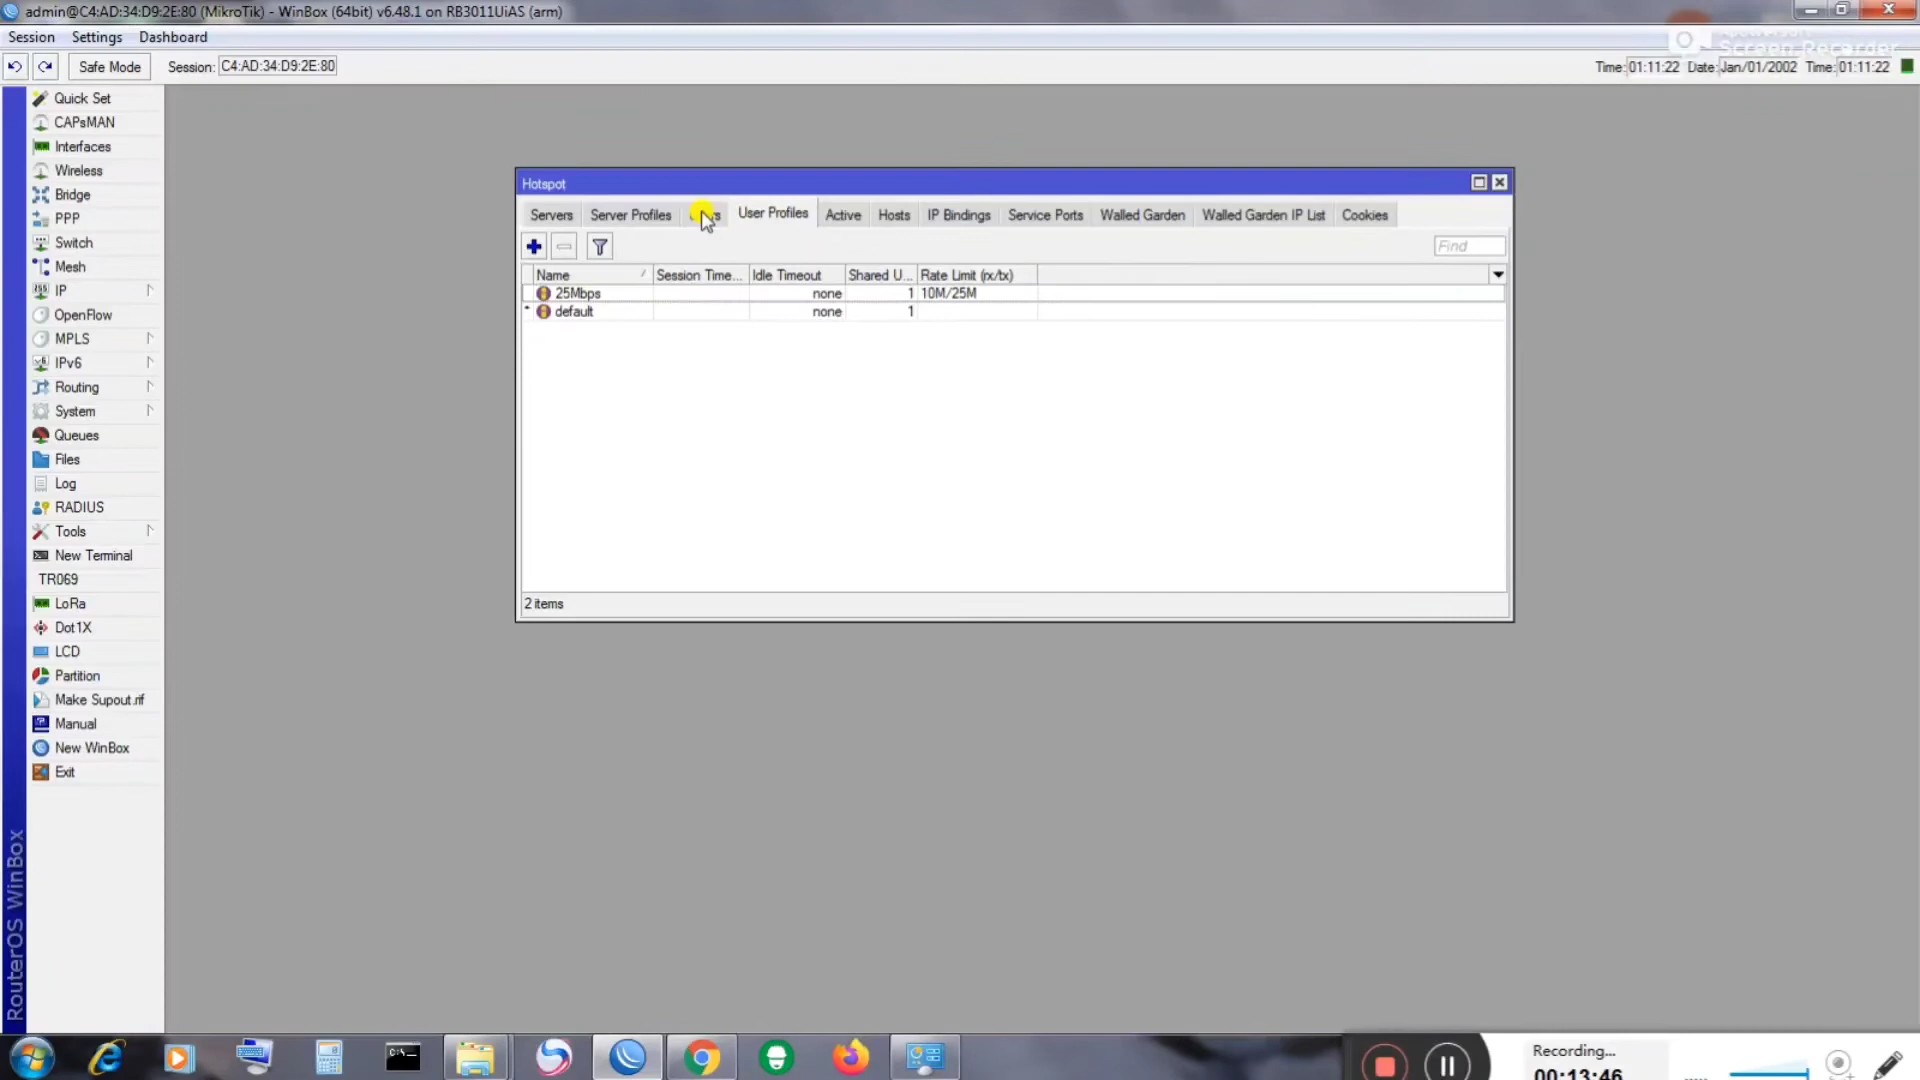 admin@C4:AD:34:D9:2E:80 (MikroTik) - WinBox (64bit) v6.48.1 on RB3011UiAS (arm)
Session Settings Dashboard
Screen Recorder
Safe Mode Session: C4:AD:34:D9:2E:80 Time: 01:11:22 Date: Jan/01/2002 Time: 01:11:22
Quick Set
CAPsMAN
Interfaces
Wireless
Bridge
PPP
Switch
Mesh
IP
OpenFlow
MPLS
IPv6
Routing
System
Queues
Files
Log
RADIUS
Tools
New Terminal
TR069
LoRa
Dot1X
LCD
Partition
Make Supout.rif
Manual
New WinBox
Exit
RouterOS WinBox
Hotspot
Servers Server Profiles User Profiles Active Hosts IP Bindings Service Ports Walled Garden Walled Garden IP List Cookies
Find
Name Session Time... Idle Timeout Shared U... Rate Limit (rx/tx)
25Mbps none 1 10M/25M
* default none 1
2 items
C:\_
Recording...
00:13:46